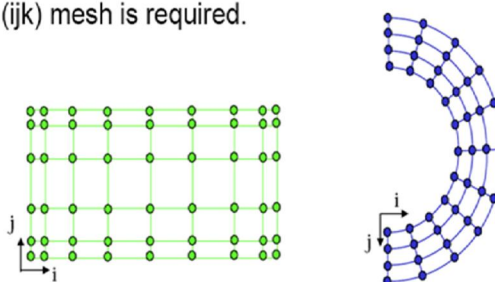 (ijk) mesh is required.
j
i
i
j